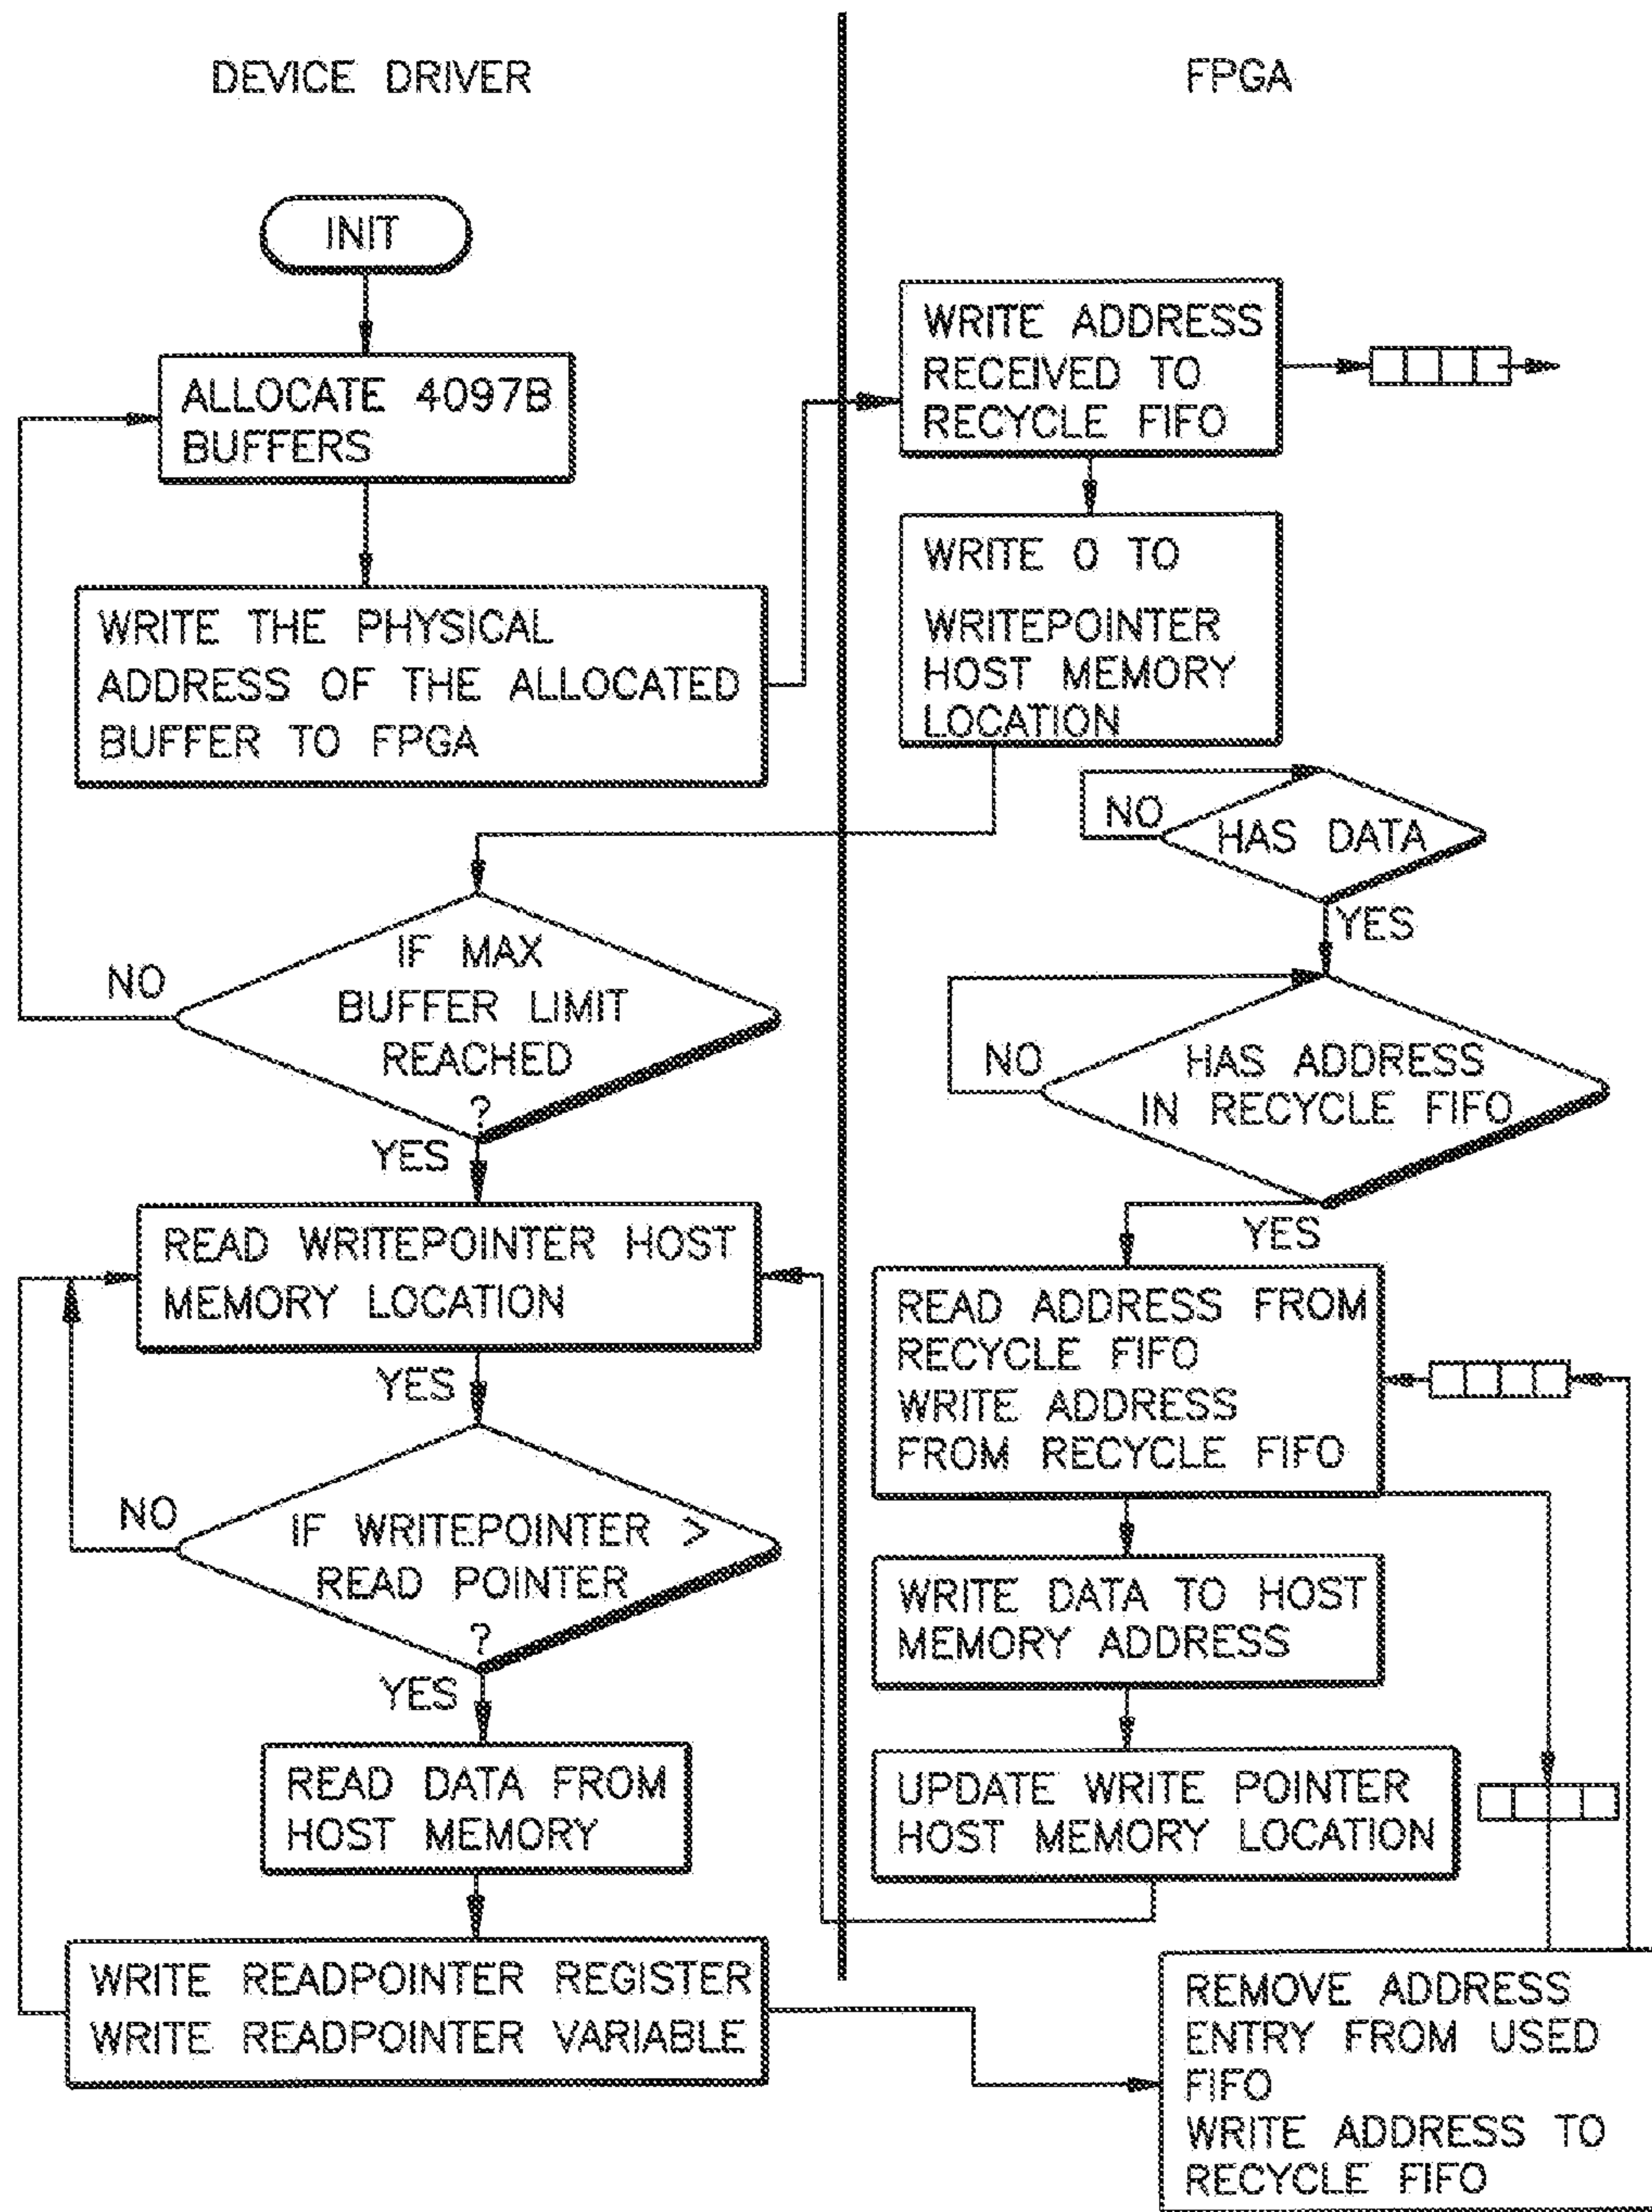 DEVICE DRIVER
FPGA
INIT
ALLOCATE 4097B
BUFFERS
WRITE THE PHYSICAL
ADDRESS OF THE ALLOCATED
BUFFER TO FPGA
WRITE ADDRESS
RECEIVED TO
RECYCLE FIFO
WRITE 0 TO
WRITEPOINTER
HOST MEMORY
LOCATION
IF MAX
BUFFER LIMIT
REACHED
?
NO
YES
READ WRITEPOINTER HOST
MEMORY LOCATION
YES
IF WRITEPOINTER >
READ POINTER
?
NO
YES
READ DATA FROM
HOST MEMORY
WRITE READPOINTER REGISTER
WRITE READPOINTER VARIABLE
NO
HAS DATA
YES
NO
HAS ADDRESS
IN RECYCLE FIFO
YES
READ ADDRESS FROM
RECYCLE FIFO
WRITE ADDRESS
FROM RECYCLE FIFO
WRITE DATA TO HOST
MEMORY ADDRESS
UPDATE WRITE POINTER
HOST MEMORY LOCATION
REMOVE ADDRESS
ENTRY FROM USED
FIFO
WRITE ADDRESS TO
RECYCLE FIFO